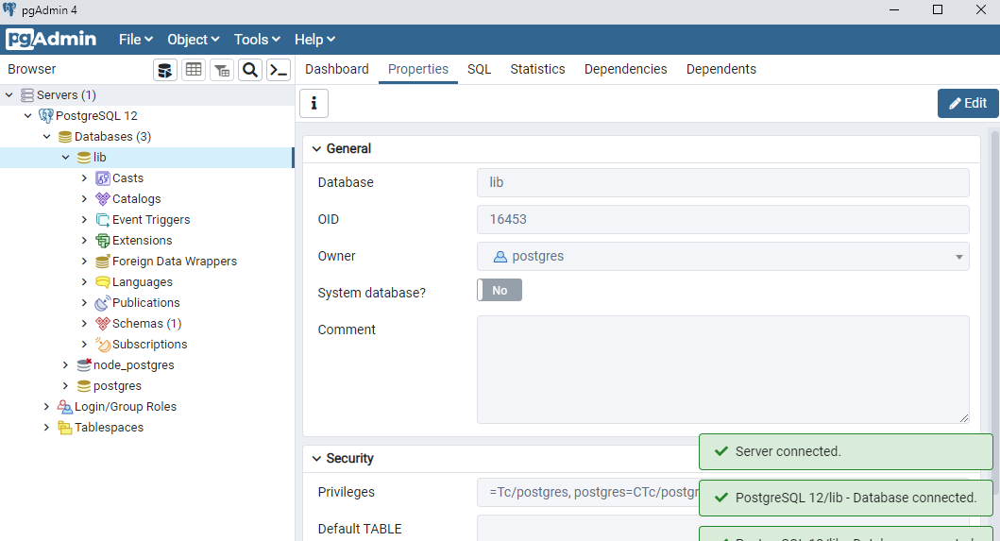 pgAdmin 4
pgAdmin File Object Tools Help
Browser
Dashboard Properties SQL Statistics Dependencies Dependents
Servers (1)
PostgreSQL 12
Databases (3)
lib
Casts
Catalogs
Event Triggers
Extensions
Foreign Data Wrappers
Languages
Publications
Schemas (1)
Subscriptions
node_postgres
postgres
Login/Group Roles
Tablespaces
i Edit
General
Database lib
OID 16453
Owner postgres
System database? No
Comment
Security
Privileges =Tc/postgres, postgres=CTc/postgr
Default TABLE
Server connected.
PostgreSQL 12/lib - Database connected.